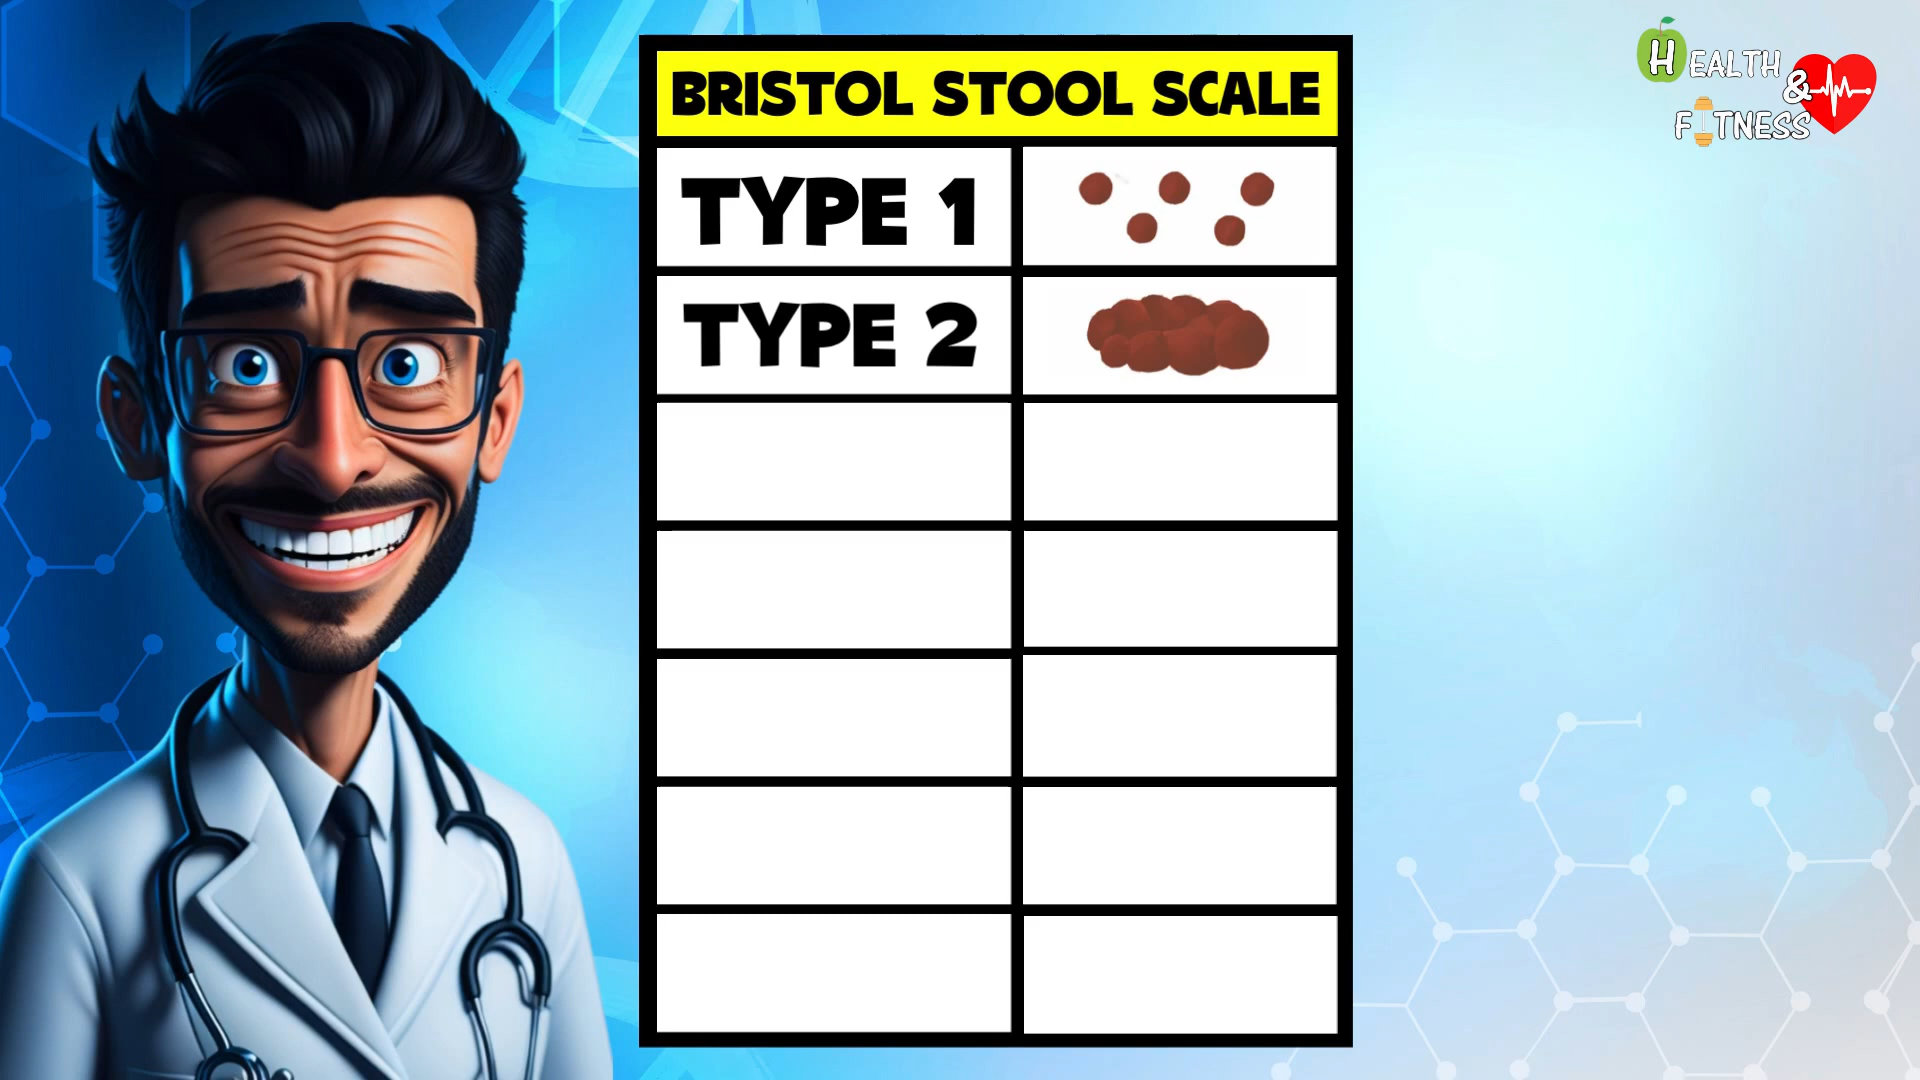 BRISTOL STOOL SCALE
TYPE 1
TYPE 2
HEALTH
&
FITNESS